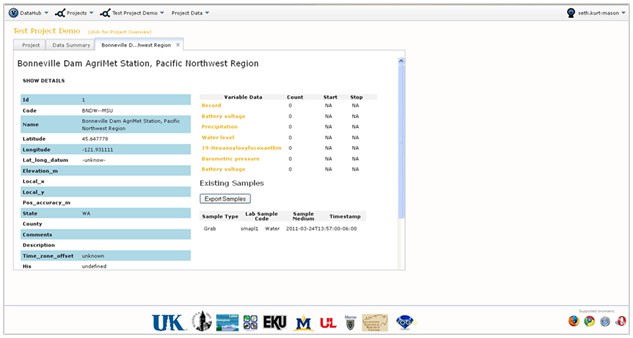 DataHub Projects Test Project Demo Project Data seth.kurt-mason
Test Project Demo (click for Project Overview)
Project Data Summary Bonneville D...hwest Region X
Bonneville Dam AgriMet Station, Pacific Northwest Region
SHOW DETAILS
Id 1
Code BNDW--MSU
Name Bonneville Dam AgriMet Station, Pacific
Northwest Region
Latitude 45.647778
Longitude -121.931111
Lat_long_datum -unknow-
Elevation_m
Local_x
Local_y
Pos_accuracy_m
State WA
County
Comments
Description
Time_zone_offset unknown
His undefined
Variable Data Count Start Stop
Record 0 NA NA
Battery voltage 0 NA NA
Precipitation 0 NA NA
Water level 0 NA NA
0 NA NA
Barometric pressure 0 NA NA
Battery voltage 0 NA NA
Existing Samples
Export Samples
Sample Type Lab Sample Code Sample Medium Timestamp
Grab smapl1 Water 2011-03-24T13:57:00-06:00
UK EKU M UL
Supported browsers: